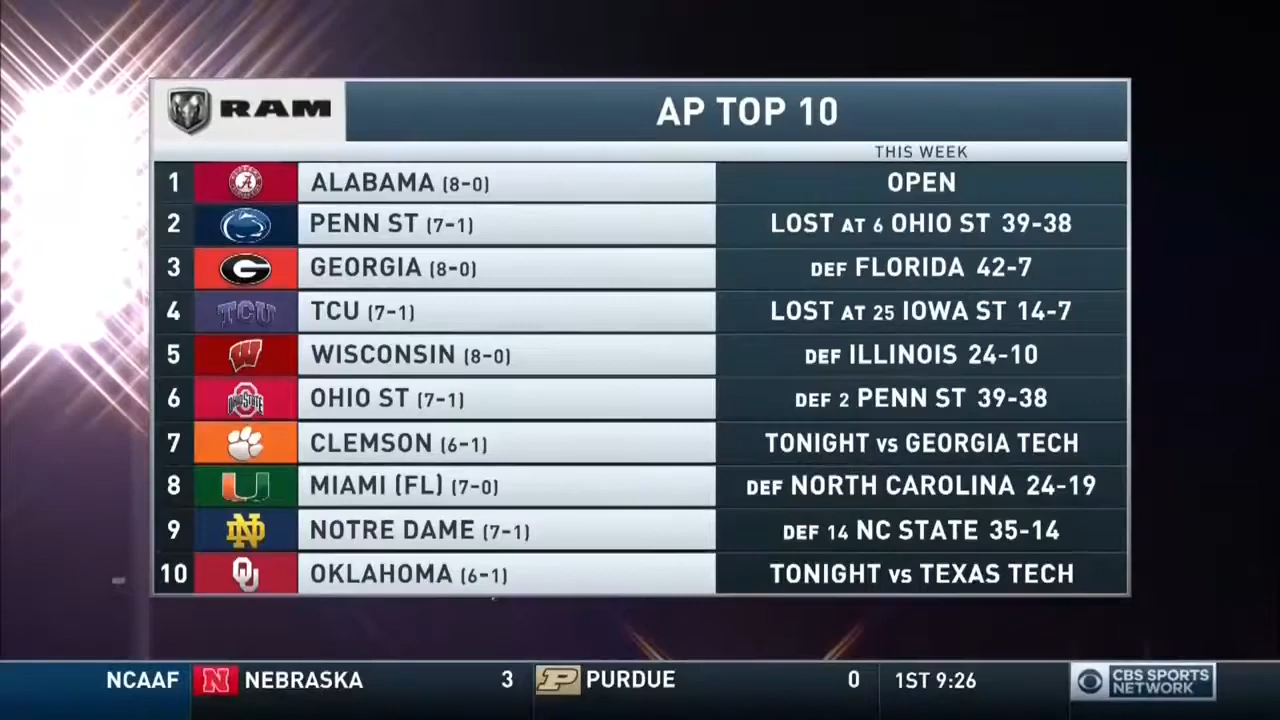 RAM
AP TOP 10
THIS WEEK
1 ALABAMA (8-0) OPEN
2 PENN ST (7-1) LOST AT 6 OHIO ST 39-38
3 G GEORGIA (8-0) DEF FLORIDA 42-7
4 TCU TCU (7-1) LOST AT 25 IOWA ST 14-7
5 W WISCONSIN (8-0) DEF ILLINOIS 24-10
6 OHIO STATE OHIO ST (7-1) DEF 2 PENN ST 39-38
7 CLEMSON (6-1) TONIGHT vs GEORGIA TECH
8 U MIAMI (FL) (7-0) DEF NORTH CAROLINA 24-19
9 ND NOTRE DAME (7-1) DEF 14 NC STATE 35-14
10 OU OKLAHOMA (6-1) TONIGHT vs TEXAS TECH
NCAAF N NEBRASKA 3 P PURDUE 0 1ST 9:26 CBS SPORTS
NETWORK